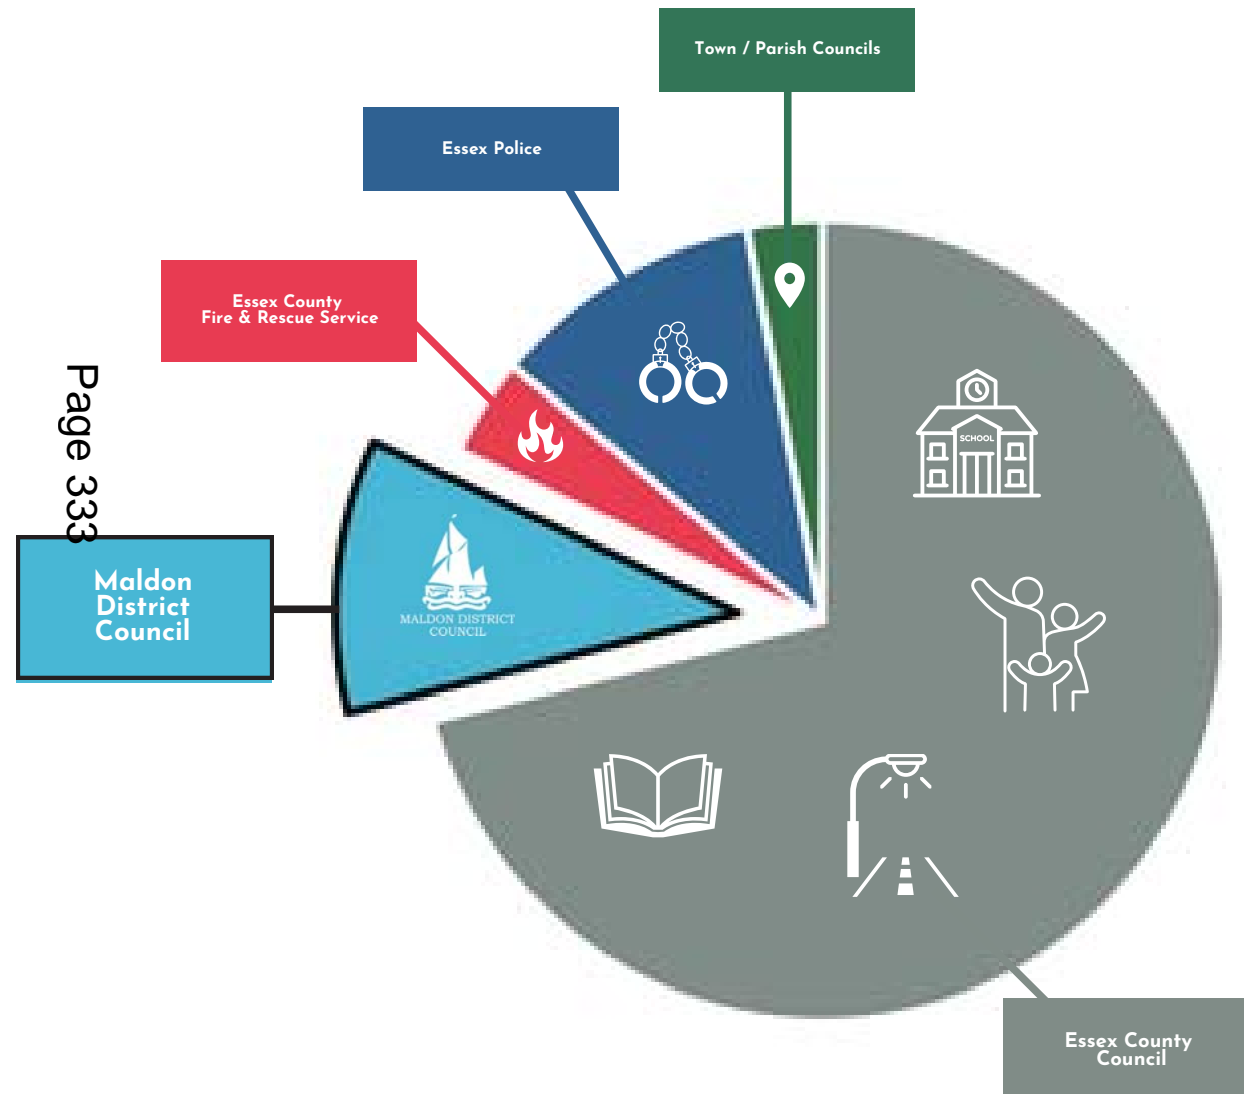 Town / Parish Councils
Essex Police
Essex County
Fire & Rescue Service
Page 333
Maldon
District
Council
MALDON DISTRICT
COUNCIL
SCHOOL
Essex County
Council